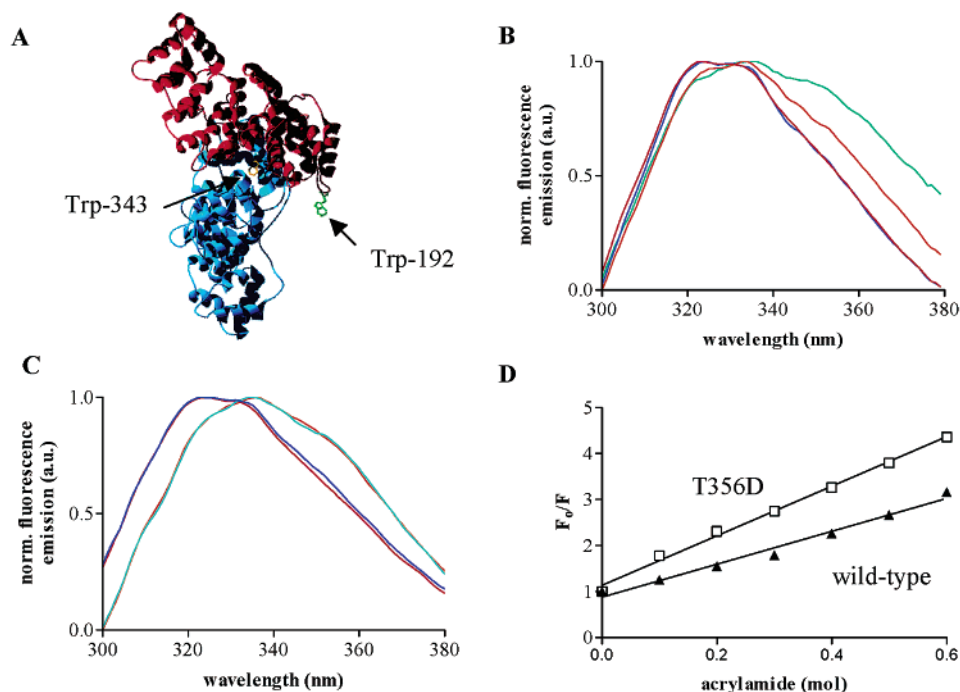 A
Trp-343
Trp-192
B
norm. fluorescence
emission (a.u.)
1.0
0.5
0.0
300 320 340 360 380
wavelength (nm)
C
norm. fluorescence
emission (a.u.)
1.0
0.5
0.0
300 320 340 360 380
wavelength (nm)
D
F₀/F
5
4
3
2
1
0
T356D
wild-type
0.0 0.2 0.4 0.6
acrylamide (mol)